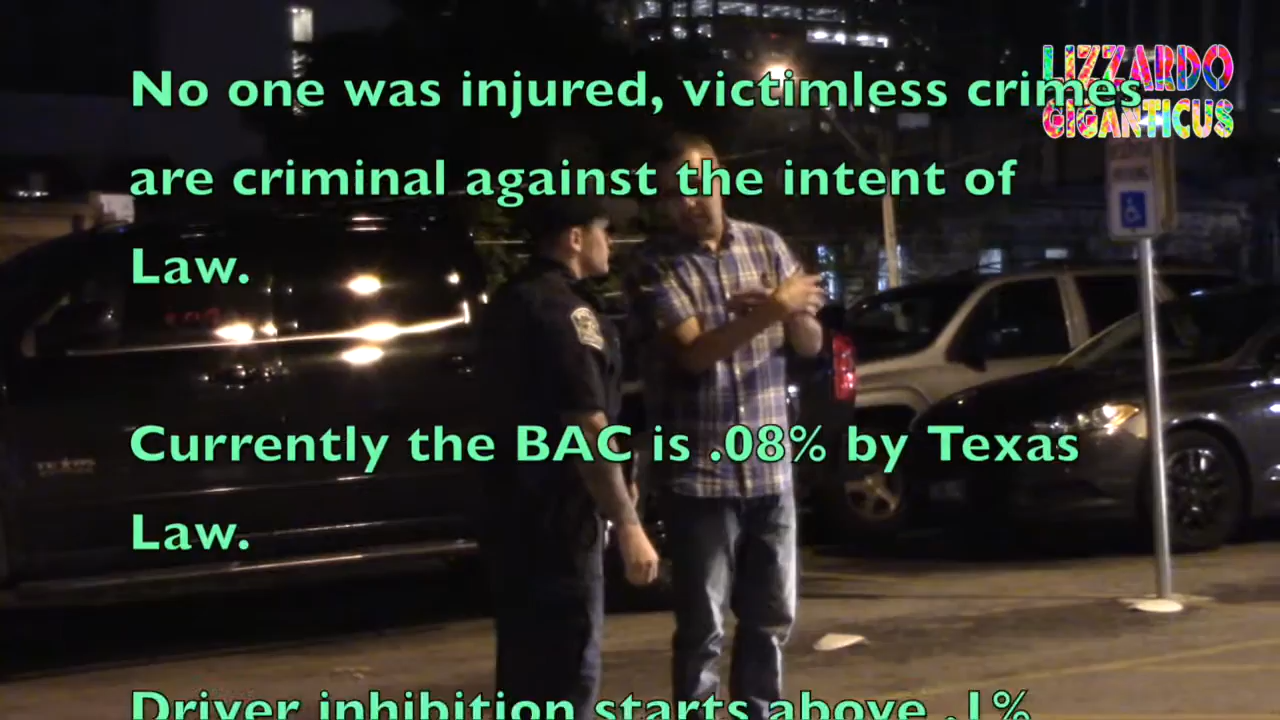 LIZZARDO
GIGANTICUS
No one was injured, victimless crimes
are criminal against the intent of
Law.
Currently the BAC is .08% by Texas
Law.
Driver inhibition starts above .1%